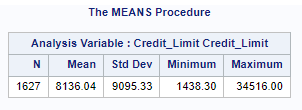 The MEANS Procedure
Analysis Variable : Credit_Limit Credit_Limit
N Mean Std Dev Minimum Maximum
1627 8136.04 9095.33 1438.30 34516.00